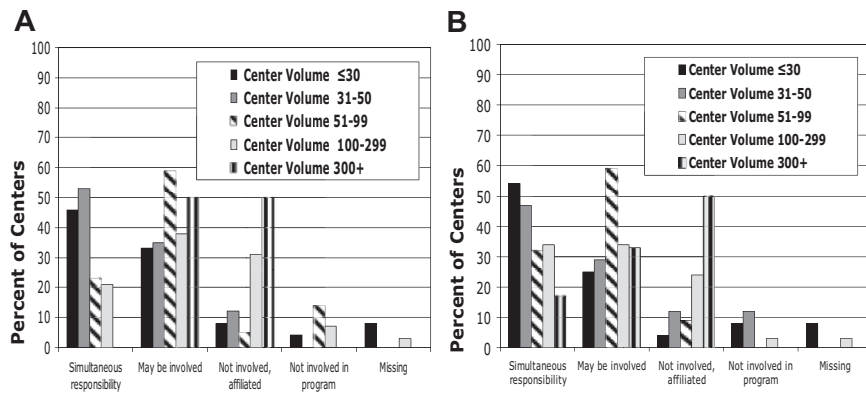 A
Percent of Centers
100
90
80
70
60
50
40
30
20
10
0
Center Volume ≤30
Center Volume 31-50
Center Volume 51-99
Center Volume 100-299
Center Volume 300+
Simultaneous
responsibility
May be involved
Not involved,
affiliated
Not involved in
program
Missing
B
Percent of Centers
100
90
80
70
60
50
40
30
20
10
0
Center Volume ≤30
Center Volume 31-50
Center Volume 51-99
Center Volume 100-299
Center Volume 300+
Simultaneous
responsibility
May be involved
Not involved,
affiliated
Not involved in
program
Missing